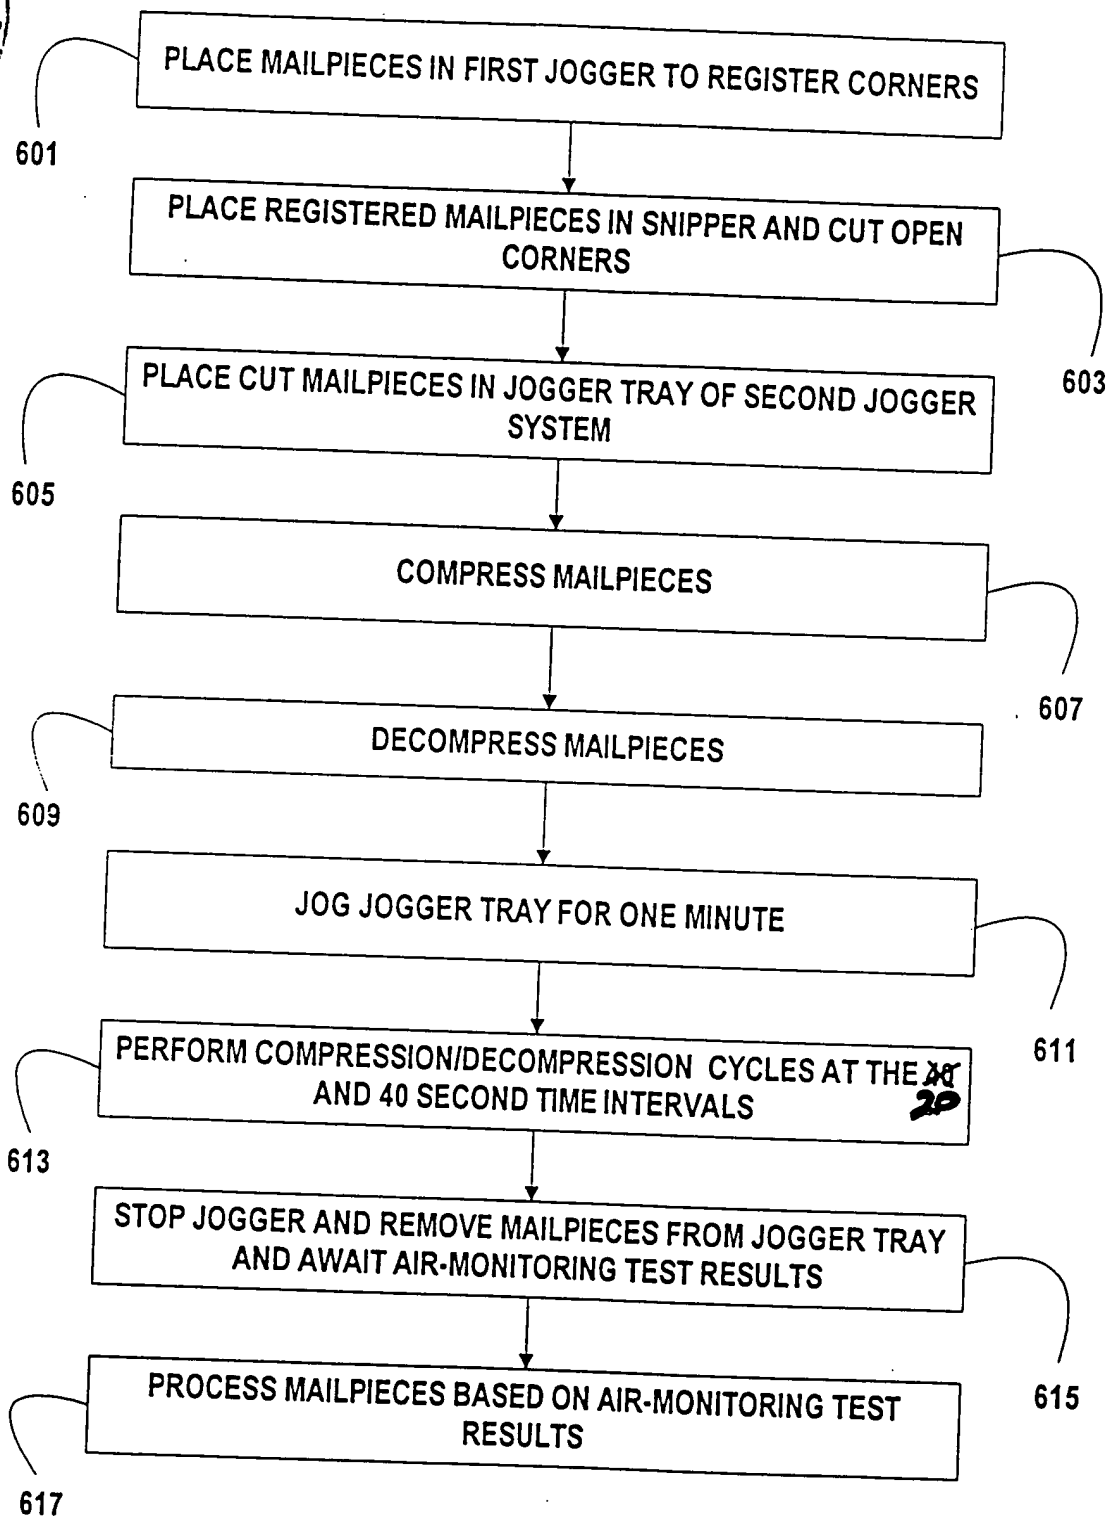 PLACE MAILPIECES IN FIRST JOGGER TO REGISTER CORNERS
601
PLACE REGISTERED MAILPIECES IN SNIPPER AND CUT OPEN
CORNERS
603
PLACE CUT MAILPIECES IN JOGGER TRAY OF SECOND JOGGER
SYSTEM
605
COMPRESS MAILPIECES
607
DECOMPRESS MAILPIECES
609
JOG JOGGER TRAY FOR ONE MINUTE
611
PERFORM COMPRESSION/DECOMPRESSION CYCLES AT THE
AND 40 SECOND TIME INTERVALS 20
613
STOP JOGGER AND REMOVE MAILPIECES FROM JOGGER TRAY
AND AWAIT AIR-MONITORING TEST RESULTS
615
PROCESS MAILPIECES BASED ON AIR-MONITORING TEST
RESULTS
617